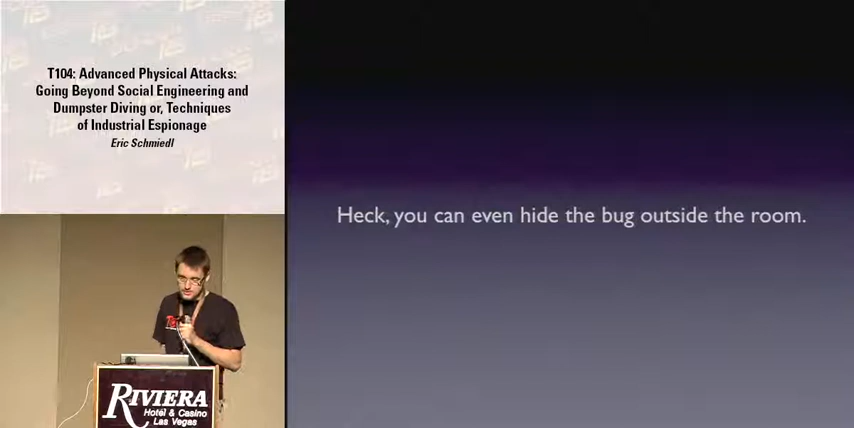 T104: Advanced Physical Attacks:
Going Beyond Social Engineering and
Dumpster Diving or, Techniques
of Industrial Espionage
Eric Schmiedl
Heck, you can even hide the bug outside the room.
RIVIERA
Hotel & Casino
Las Vegas